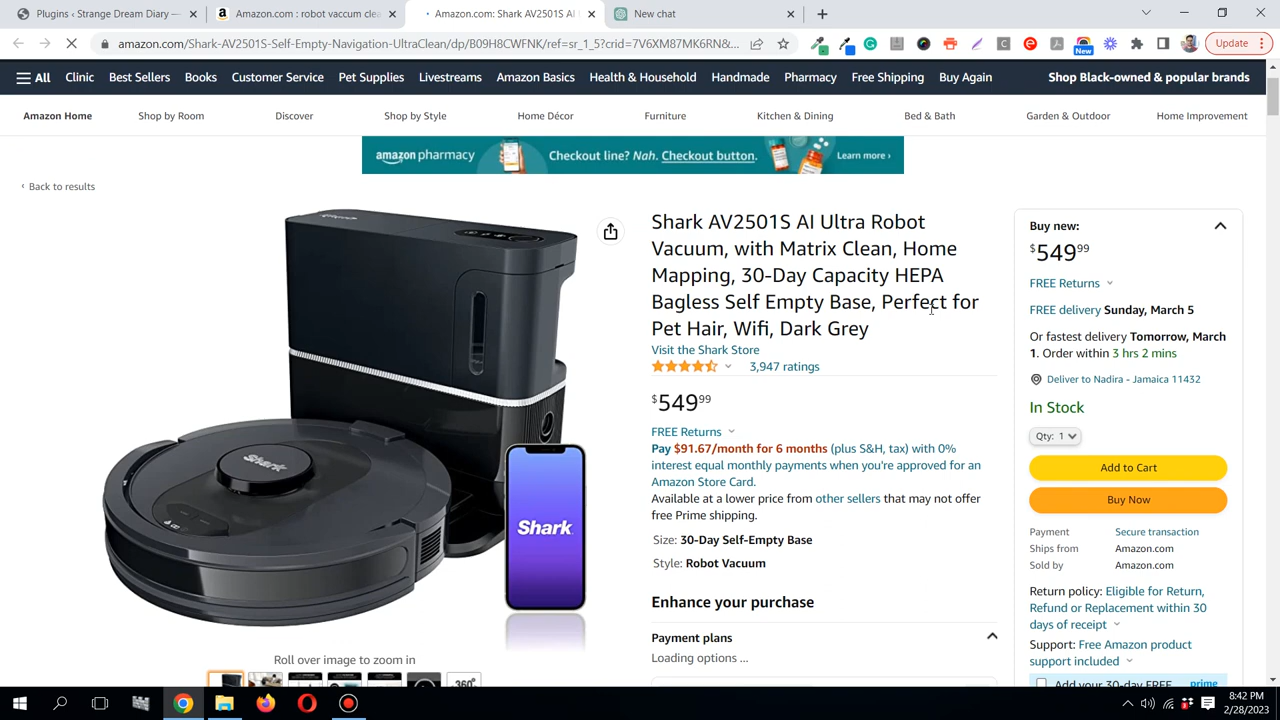 Plugins ‹ Strange Dream Diary —
Amazon.com : robot vaccum cle
Amazon.com: Shark AV2501S AI
New chat
amazon.com/Shark-AV2501S-Self-Empty-Navigation-UltraClean/dp/B09H8CWFNK/ref=sr_1_5?crid=7V6XM87MK6RN&...
New
Update
All
Clinic
Best Sellers
Books
Customer Service
Pet Supplies
Livestreams
Amazon Basics
Health & Household
Handmade
Pharmacy
Free Shipping
Buy Again
Shop Black-owned & popular brands
Amazon Home
Shop by Room
Discover
Shop by Style
Home Décor
Furniture
Kitchen & Dining
Bed & Bath
Garden & Outdoor
Home Improvement
amazon pharmacy
Checkout line? Nah. Checkout button.
Learn more ›
‹ Back to results
Shark AV2501S AI Ultra Robot
Vacuum, with Matrix Clean, Home
Mapping, 30-Day Capacity HEPA
Bagless Self Empty Base, Perfect for
Pet Hair, Wifi, Dark Grey
Visit the Shark Store
3,947 ratings
$549⁹⁹
FREE Returns
Pay $91.67/month for 6 months (plus S&H, tax) with 0%
interest equal monthly payments when you're approved for an
Amazon Store Card.
Available at a lower price from other sellers that may not offer
free Prime shipping.
Size: 30-Day Self-Empty Base
Style: Robot Vacuum
Enhance your purchase
Payment plans
Loading options ...
Shark
Shark
Roll over image to zoom in
360°
Buy new:
$549⁹⁹
FREE Returns
FREE delivery Sunday, March 5
Or fastest delivery Tomorrow, March
1. Order within 3 hrs 2 mins
Deliver to Nadira - Jamaica 11432
In Stock
Qty: 1
Add to Cart
Buy Now
Payment
Secure transaction
Ships from
Amazon.com
Sold by
Amazon.com
Return policy: Eligible for Return,
Refund or Replacement within 30
days of receipt
Support: Free Amazon product
support included
Add your 30-day FREE
prime
8:42 PM
2/28/2023